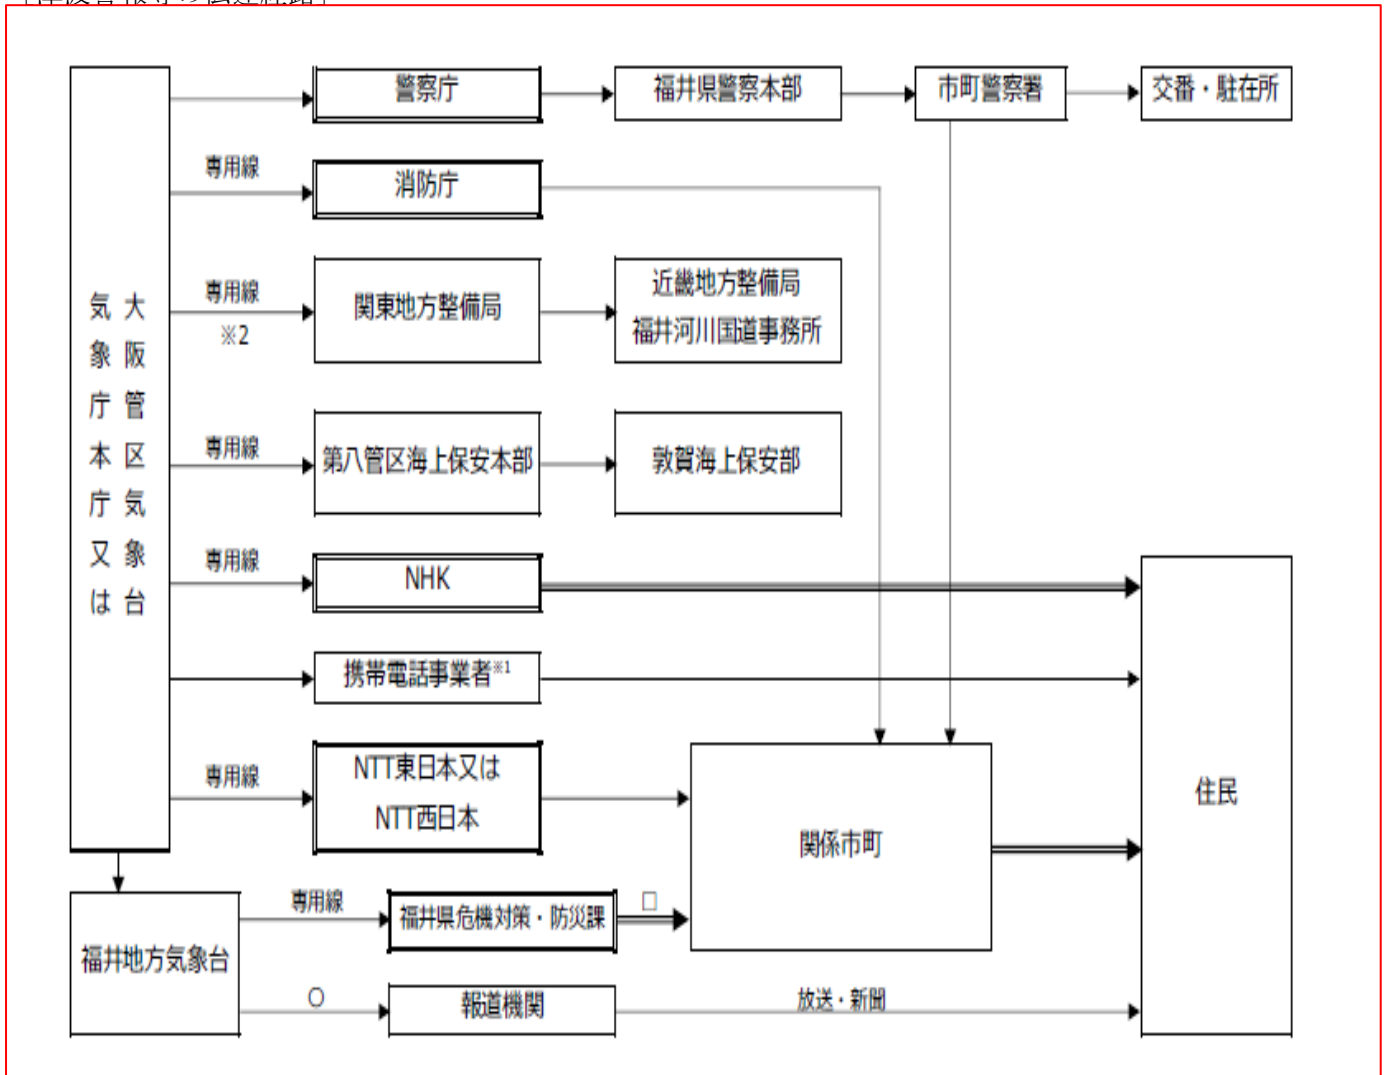 警察庁
福井県警察本部
市町警察署
交番・駐在所
専用線
消防庁
気象庁本庁又は
大阪管区気象台
専用線
※2
関東地方整備局
近畿地方整備局
福井河川国道事務所
専用線
第八管区海上保安本部
敦賀海上保安部
専用線
NHK
携帯電話事業者※1
専用線
NTT東日本又は
NTT西日本
関係市町
住民
福井地方気象台
専用線
福井県危機対策・防災課
□
○
報道機関
放送・新聞